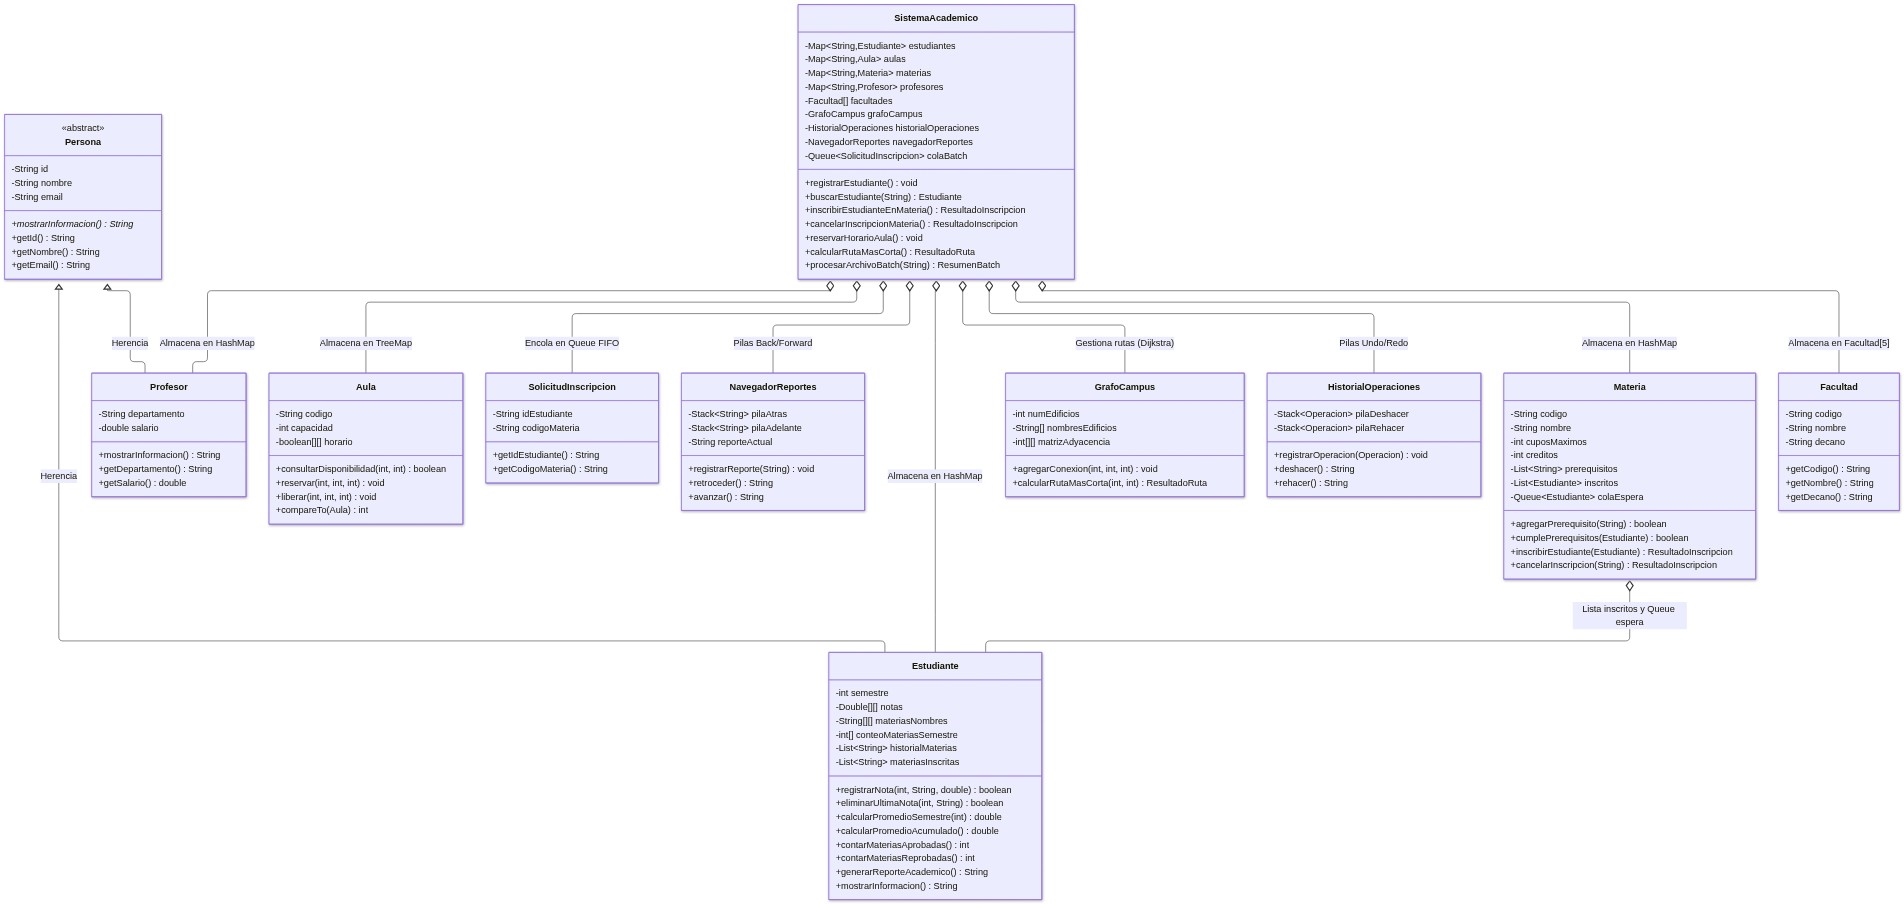 SistemaAcademico
-Map<String,Estudiante> estudiantes
-Map<String,Aula> aulas
-Map<String,Materia> materias
-Map<String,Profesor> profesores
-Facultad[] facultades
-GrafoCampus grafoCampus
-HistorialOperaciones historialOperaciones
-NavegadorReportes navegadorReportes
-Queue<SolicitudInscripcion> colaBatch
+registrarEstudiante() : void
+buscarEstudiante(String) : Estudiante
+inscribirEstudianteEnMateria() : ResultadoInscripcion
+cancelarInscripcionMateria() : ResultadoInscripcion
+reservarHorarioAula() : void
+calcularRutaMasCorta() : ResultadoRuta
+procesarArchivoBatch(String) : ResumenBatch
«abstract»
Persona
-String id
-String nombre
-String email
+mostrarInformacion() : String
+getId() : String
+getNombre() : String
+getEmail() : String
Herencia
Almacena en HashMap
Almacena en TreeMap
Encola en Queue FIFO
Pilas Back/Forward
Gestiona rutas (Dijkstra)
Pilas Undo/Redo
Almacena en HashMap
Almacena en Facultad[5]
Profesor
-String departamento
-double salario
+mostrarInformacion() : String
+getDepartamento() : String
+getSalario() : double
Aula
-String codigo
-int capacidad
-boolean[][] horario
+consultarDisponibilidad(int, int) : boolean
+reservar(int, int, int) : void
+liberar(int, int, int) : void
+compareTo(Aula) : int
SolicitudInscripcion
-String idEstudiante
-String codigoMateria
+getIdEstudiante() : String
+getCodigoMateria() : String
NavegadorReportes
-Stack<String> pilaAtras
-Stack<String> pilaAdelante
-String reporteActual
+registrarReporte(String) : void
+retroceder() : String
+avanzar() : String
GrafoCampus
-int numEdificios
-String[] nombresEdificios
-int[][] matrizAdyacencia
+agregarConexion(int, int, int) : void
+calcularRutaMasCorta(int, int) : ResultadoRuta
HistorialOperaciones
-Stack<Operacion> pilaDeshacer
-Stack<Operacion> pilaRehacer
+registrarOperacion(Operacion) : void
+deshacer() : String
+rehacer() : String
Materia
-String codigo
-String nombre
-int cuposMaximos
-int creditos
-List<String> prerequisitos
-List<Estudiante> inscritos
-Queue<Estudiante> colaEspera
+agregarPrerequisito(String) : boolean
+cumplePrerequisitos(Estudiante) : boolean
+inscribirEstudiante(Estudiante) : ResultadoInscripcion
+cancelarInscripcion(String) : ResultadoInscripcion
Facultad
-String codigo
-String nombre
-String decano
+getCodigo() : String
+getNombre() : String
+getDecano() : String
Herencia
Almacena en HashMap
Lista inscritos y Queue
espera
Estudiante
-int semestre
-Double[][] notas
-String[][] materiasNombres
-int[] conteoMateriasSemestre
-List<String> historialMaterias
-List<String> materiasInscritas
+registrarNota(int, String, double) : boolean
+eliminarUltimaNota(int, String) : boolean
+calcularPromedioSemestre(int) : double
+calcularPromedioAcumulado() : double
+contarMateriasAprobadas() : int
+contarMateriasReprobadas() : int
+generarReporteAcademico() : String
+mostrarInformacion() : String